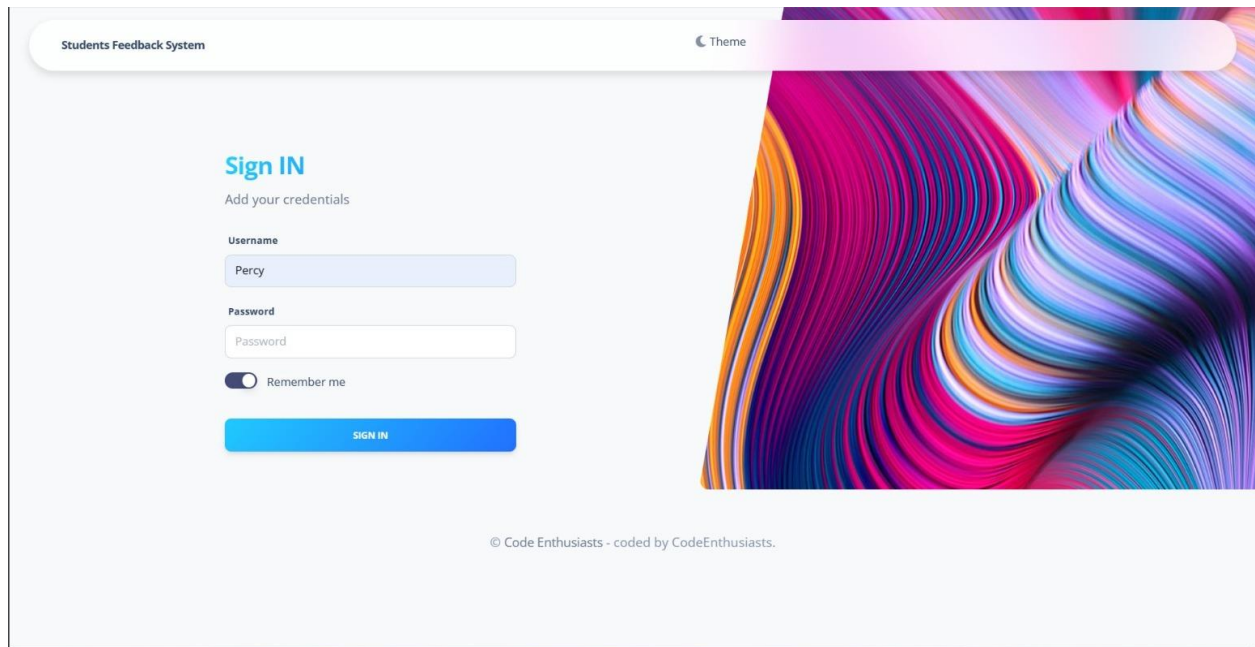 Students Feedback System
Theme
Sign IN
Add your credentials
Username
Percy
Password
Password
Remember me
SIGN IN
© Code Enthusiasts - coded by CodeEnthusiasts.